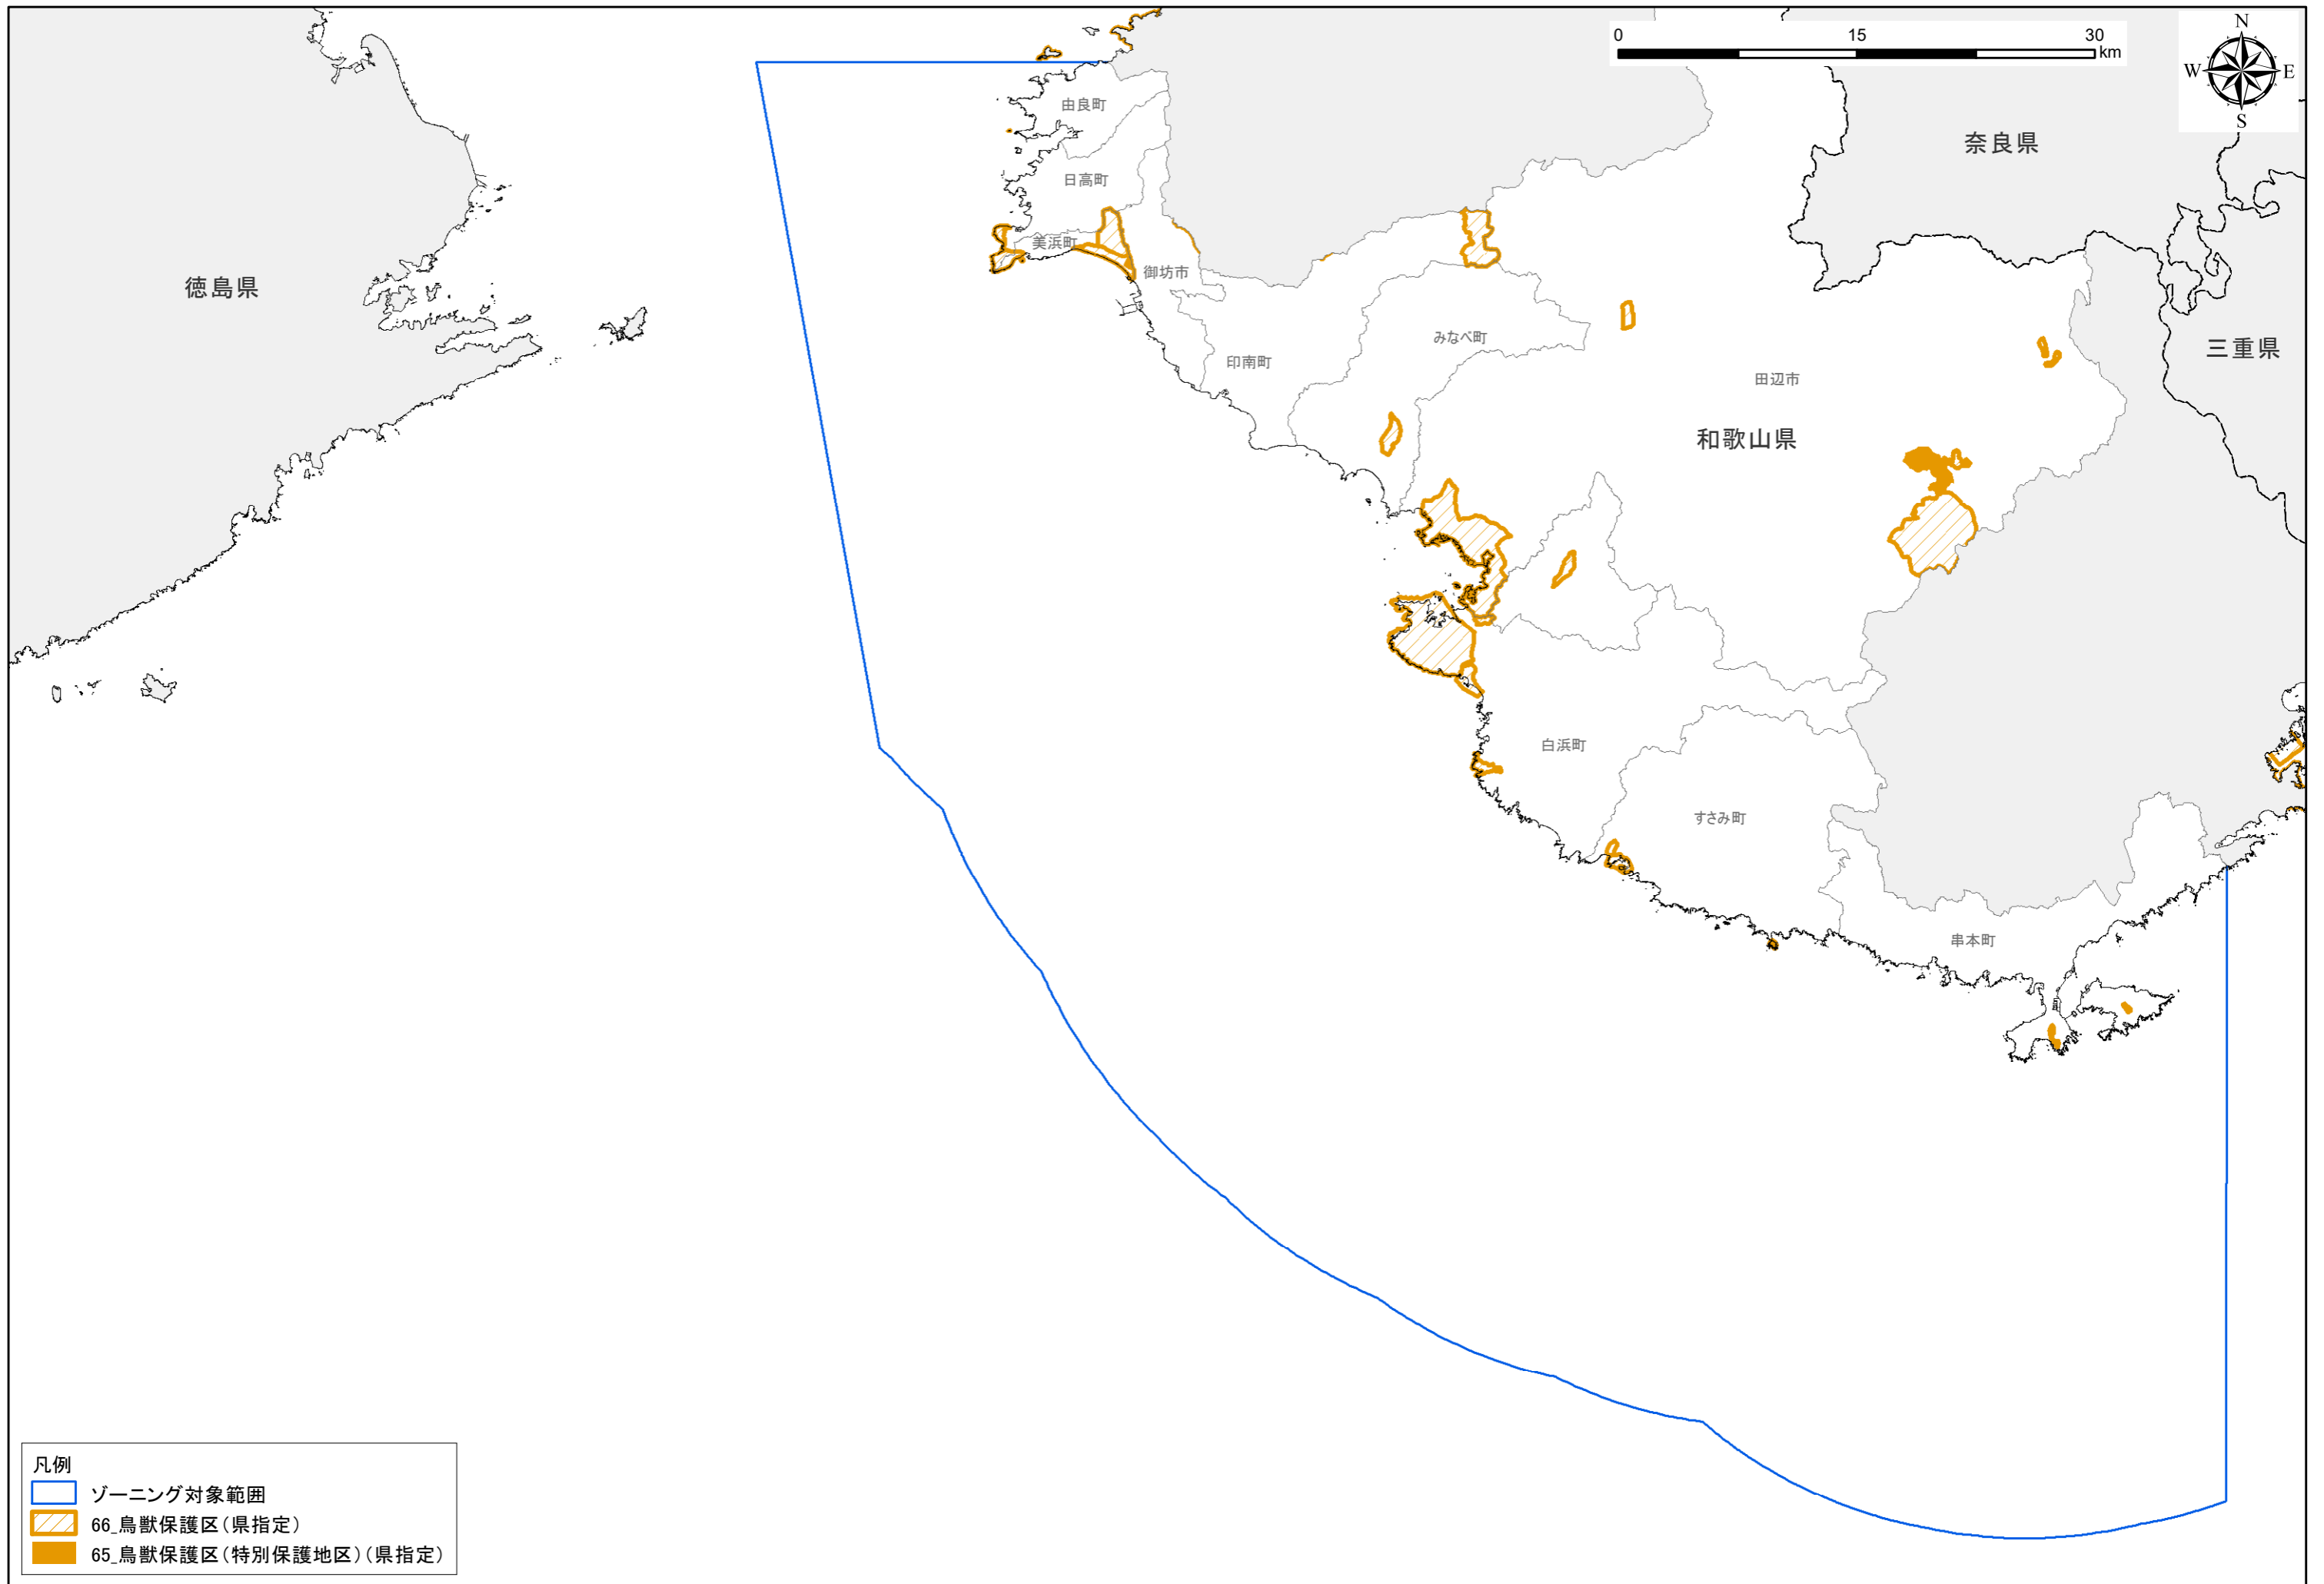 0 15 30
km
N
W E
S
由良町
奈良県
日高町
美浜町
御坊市
徳島県
みなべ町
三重県
印南町
田辺市
和歌山県
白浜町
すさみ町
串本町
凡例
ゾーニング対象範囲
66_鳥獣保護区(県指定)
65_鳥獣保護区(特別保護地区)(県指定)